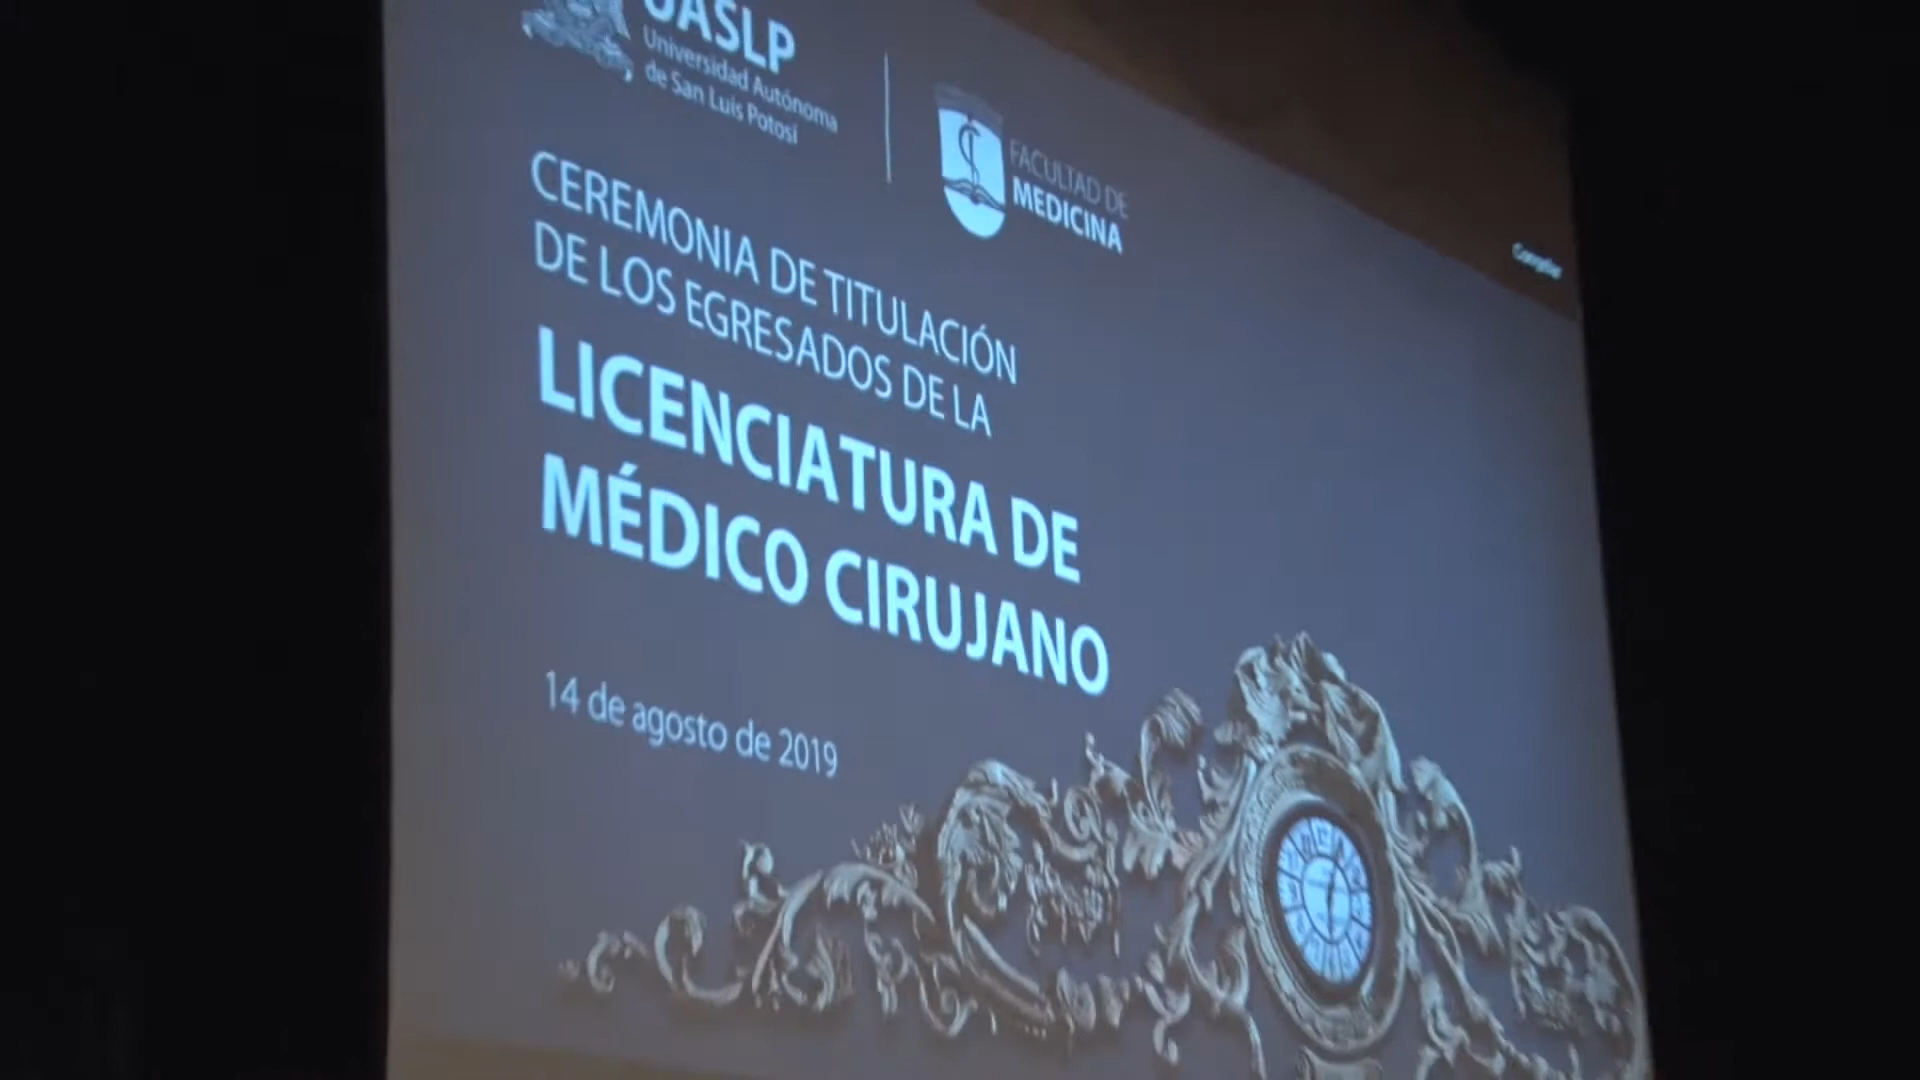 UASLP
Universidad Autónoma
de San Luis Potosí
FACULTAD DE
MEDICINA
CEREMONIA DE TITULACIÓN
DE LOS EGRESADOS DE LA
LICENCIATURA DE
MÉDICO CIRUJANO
14 de agosto de 2019